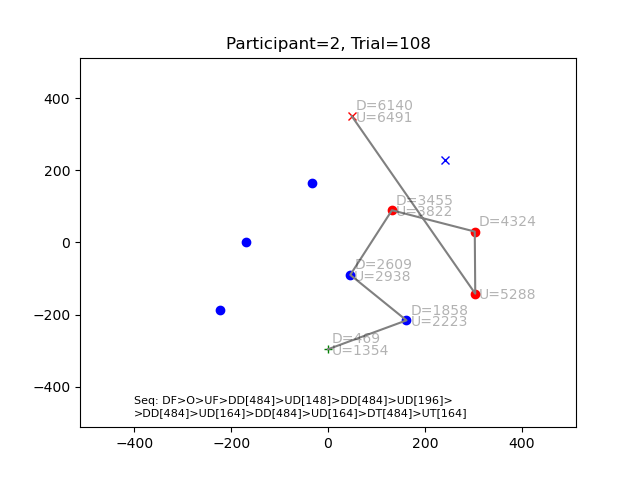 Participant=2, Trial=108
D=6140
U=6491
D=3455
U=3822
D=4324
D=2609
U=2938
U=5288
D=1858
U=2223
D=469
U=1354
Seq: DF>O>UF>DD[484]>UD[148]>DD[484]>UD[196]>
>DD[484]>UD[164]>DD[484]>UD[164]>DT[484]>UT[164]
400
200
0
−200
−400
−400
−200
0
200
400